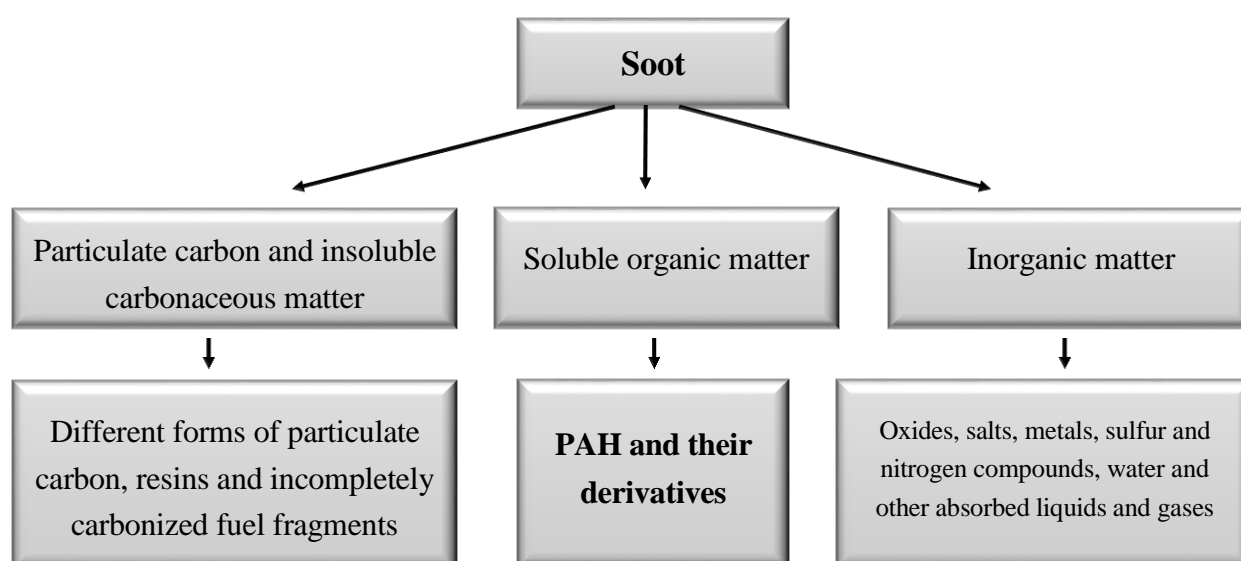 Soot
Particulate carbon and insoluble
carbonaceous matter
Soluble organic matter
Inorganic matter
Different forms of particulate
carbon, resins and incompletely
carbonized fuel fragments
PAH and their
derivatives
Oxides, salts, metals, sulfur and
nitrogen compounds, water and
other absorbed liquids and gases